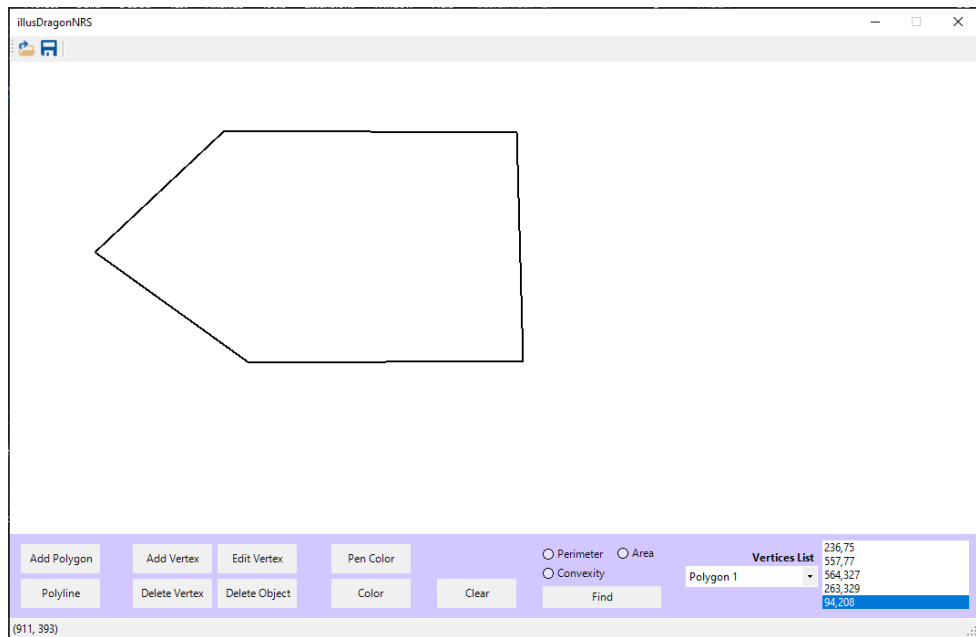 illusDragonNRS
Add Polygon
Add Vertex
Edit Vertex
Pen Color
Perimeter
Area
Convexity
Vertices List
Polygon 1
236,75
557,77
564,327
263,329
94,208
Polyline
Delete Vertex
Delete Object
Color
Clear
Find
(911, 393)